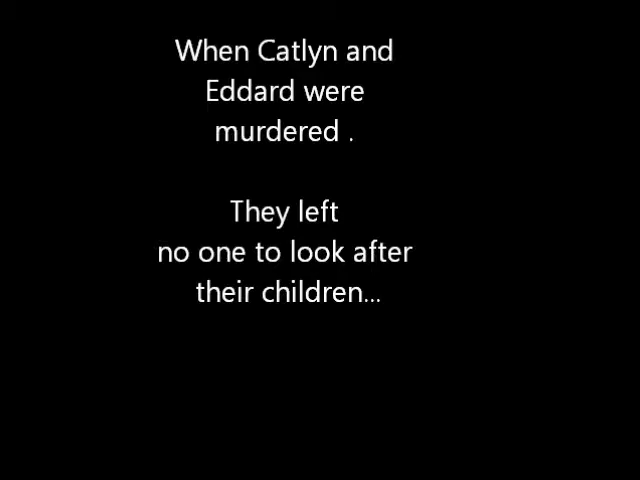 When Catlyn and
Eddard were
murdered .
They left
no one to look after
their children...